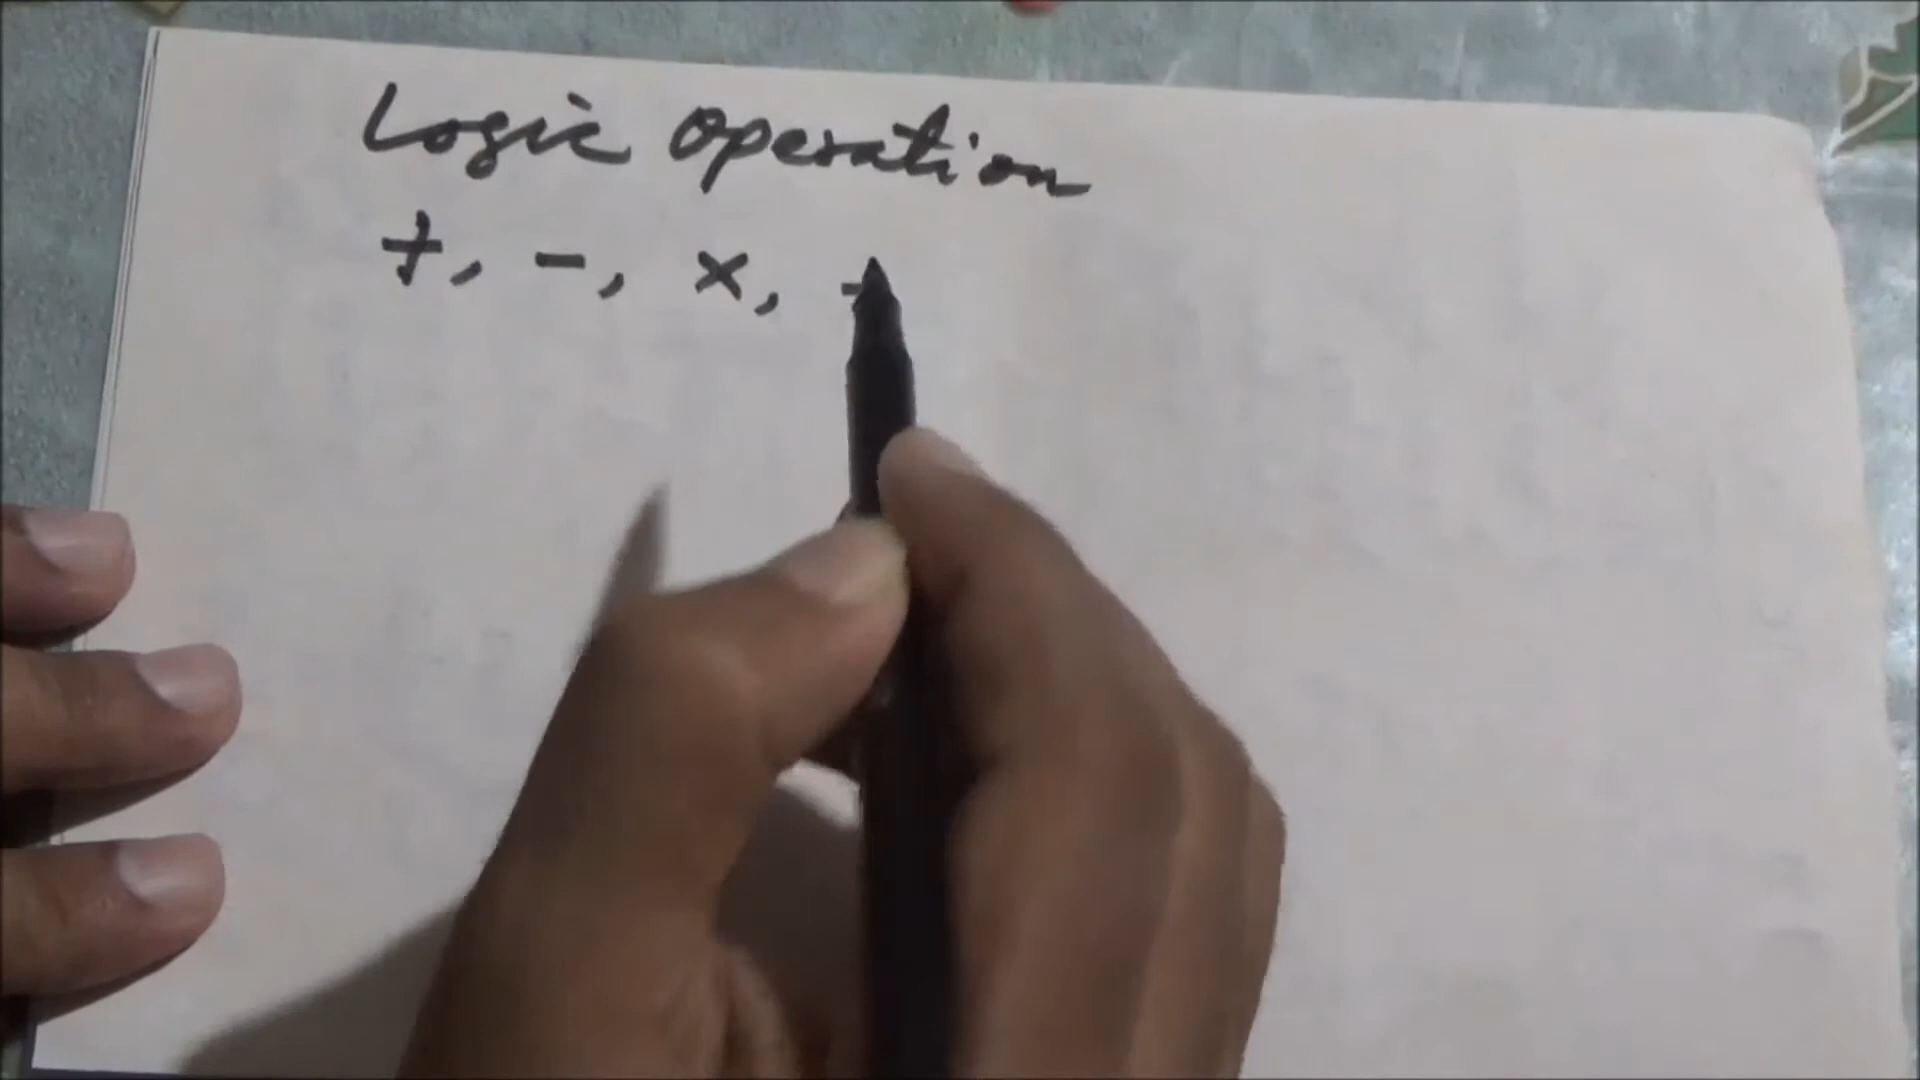 Logic Operation
+, -, x, -